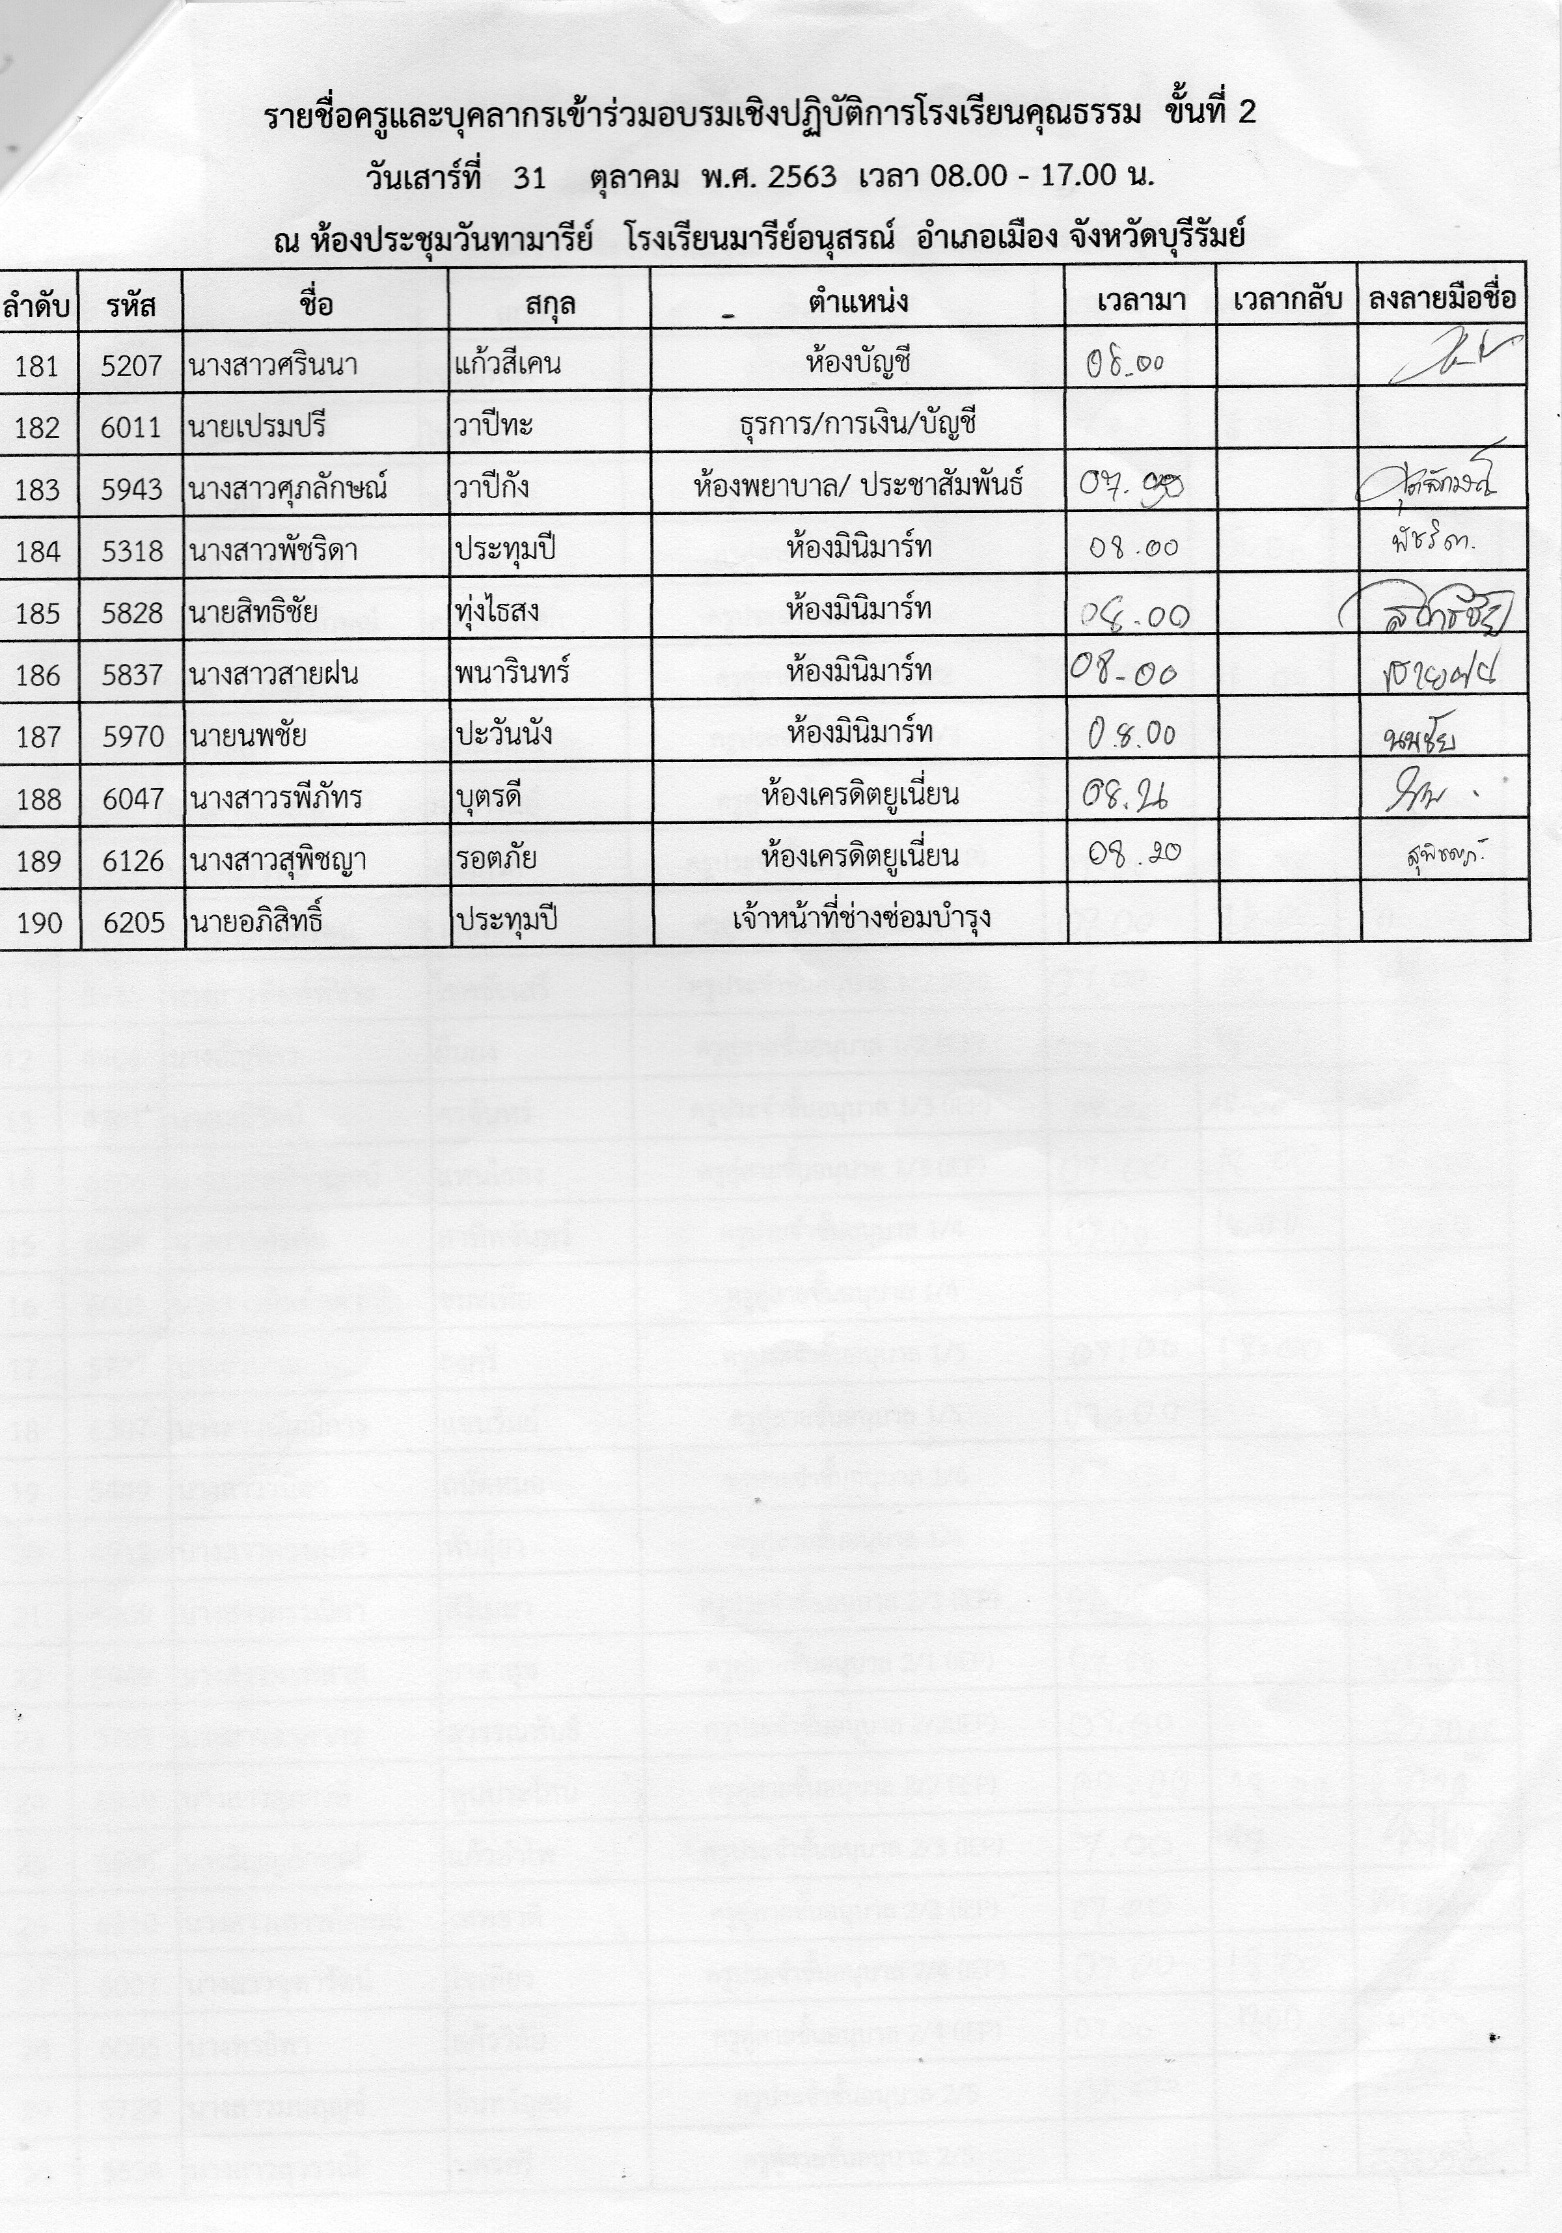 รายชื่อครูและบุคลากรเข้าร่วมอบรมเชิงปฏิบัติการโรงเรียนคุณธรรม ขั้นที่ 2
วันเสาร์ที่ 31 ตุลาคม พ.ศ. 2563 เวลา 08.00 - 17.00 น.
ณ ห้องประชุมวันทามารีย์ โรงเรียนมารีย์อนุสรณ์ อำเภอเมือง จังหวัดบุรีรัมย์
ลำดับ รหัส ชื่อ สกุล ตำแหน่ง เวลามา เวลากลับ ลงลายมือชื่อ
181 5207 นางสาวศรินนา แก้วสีเคน ห้องบัญชี 08.00
182 6011 นายเปรมปรี วาปีทะ ธุรการ/การเงิน/บัญชี
183 5943 นางสาวศุภลักษณ์ วาปีกัง ห้องพยาบาล/ ประชาสัมพันธ์
184 5318 นางสาวพัชริดา ประทุมปี ห้องมินิมาร์ท 08.00 พัชริดา.
185 5828 นายสิทธิชัย ทุ่งไธสง ห้องมินิมาร์ท 08.00 สิทธิชัย
186 5837 นางสาวสายฝน พนารินทร์ ห้องมินิมาร์ท 08-00 สายฝน
187 5970 นายนพชัย ปะวันนัง ห้องมินิมาร์ท 08.00 นพชัย
188 6047 นางสาวรพีภัทร บุตรดี ห้องเครดิตยูเนี่ยน
189 6126 นางสาวสุพิชญา รอตภัย ห้องเครดิตยูเนี่ยน 08.20
190 6205 นายอภิสิทธิ์ ประทุมปี เจ้าหน้าที่ช่างซ่อมบำรุง